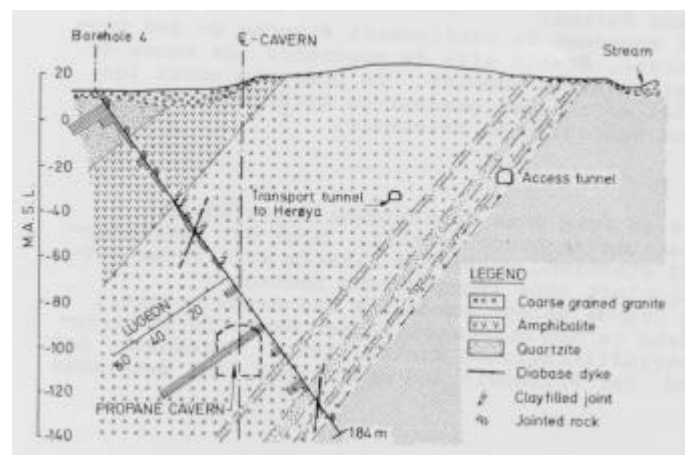 Borehole 4
℄-CAVERN
Stream
20
0
-20
-40
-60
-80
-100
-120
-140
M.A.S.L.
Transport tunnel
to Herøya
Access tunnel
LUGEON
20
40
60
PROPANE CAVERN
184 m
LEGEND
Coarse grained granite
Amphibolite
Quartzite
Diabase dyke
Clayfilled joint
Jointed rock